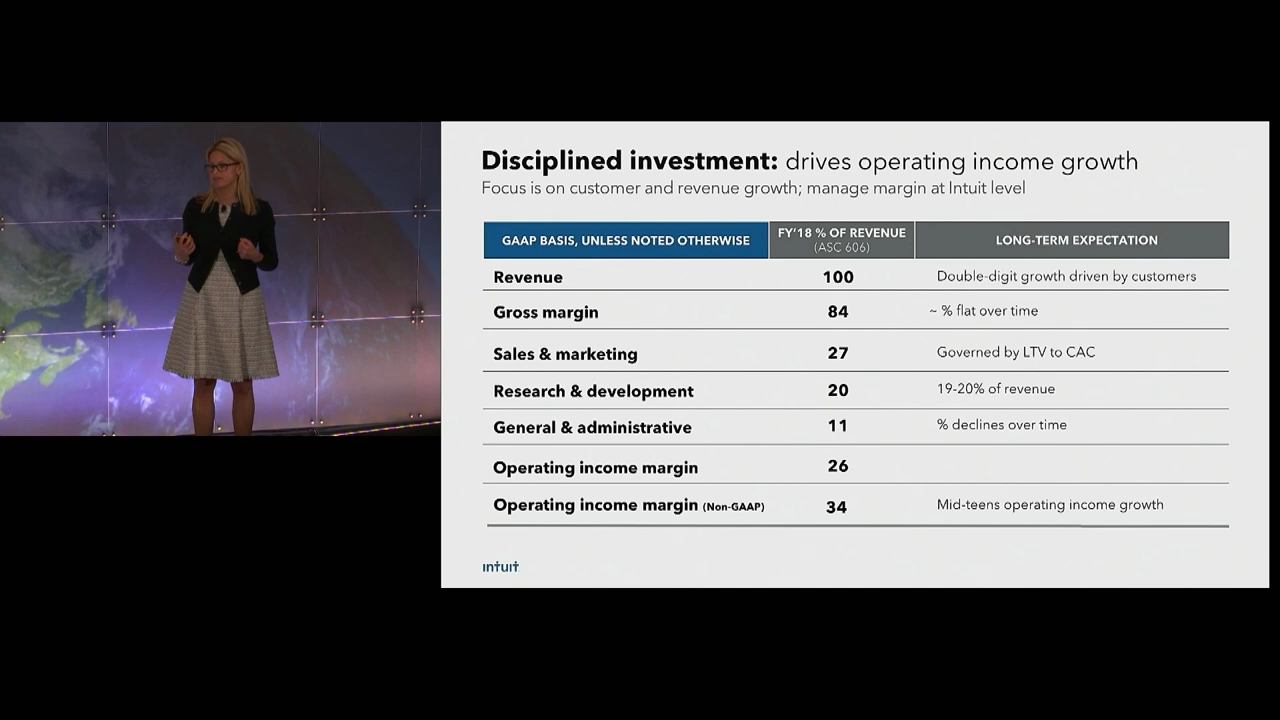 Disciplined investment: drives operating income growth
Focus is on customer and revenue growth; manage margin at Intuit level
GAAP BASIS, UNLESS NOTED OTHERWISE
FY'18 % OF REVENUE
(ASC 606)
LONG-TERM EXPECTATION
Revenue 100 Double-digit growth driven by customers
Gross margin 84 ~ % flat over time
Sales & marketing 27 Governed by LTV to CAC
Research & development 20 19-20% of revenue
General & administrative 11 % declines over time
Operating income margin 26
Operating income margin (Non-GAAP) 34 Mid-teens operating income growth
intuit